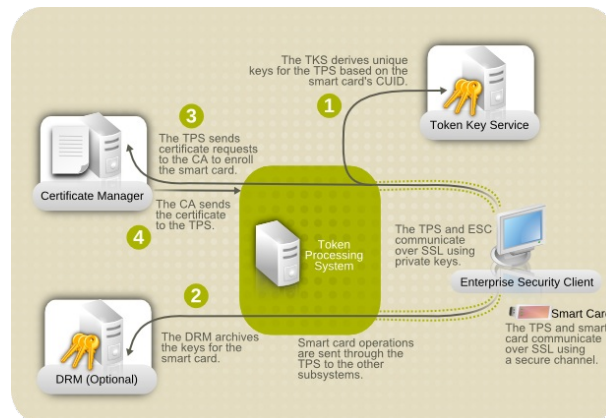 The TKS derives unique
keys for the TPS based on the
smart card's CUID.
1
Token Key Service
3
The TPS sends
certificate requests
to the CA to enroll
the smart card.
Certificate Manager
The CA sends
the certificate
to the TPS.
4
Token
Processing
System
The TPS and ESC
communicate
over SSL using
private keys.
Enterprise Security Client
Smart Card
The TPS and smart
card communicate
over SSL using
a secure channel.
2
The DRM archives
the keys for the
smart card.
DRM (Optional)
Smart card operations
are sent through the
TPS to the other
subsystems.